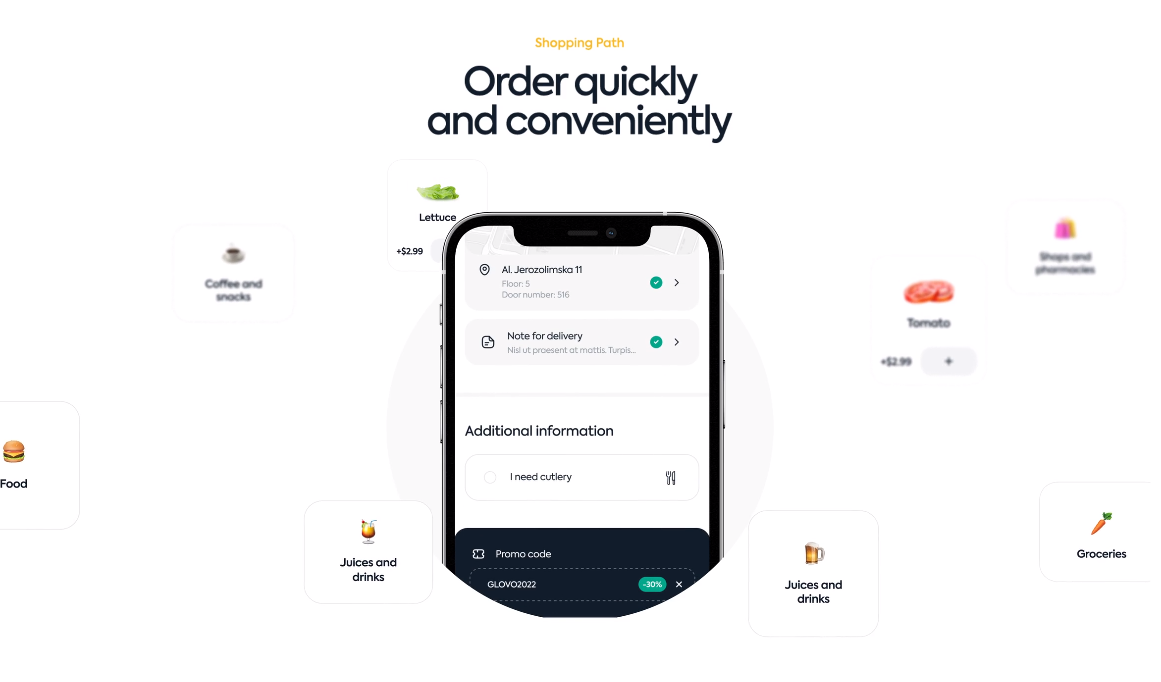 Shopping Path
Order quickly
and conveniently
Lettuce
+$2.99
Coffee and
snacks
Shops and
pharmacies
Tomato
+$2.99
+
Al. Jerozolimska 11
Floor: 5
Door number: 516
Note for delivery
Nisl ut praesent at mattis. Turpis...
Additional information
I need cutlery
Food
Juices and
drinks
Juices and
drinks
Groceries
Promo code
GLOVO2022
-30%